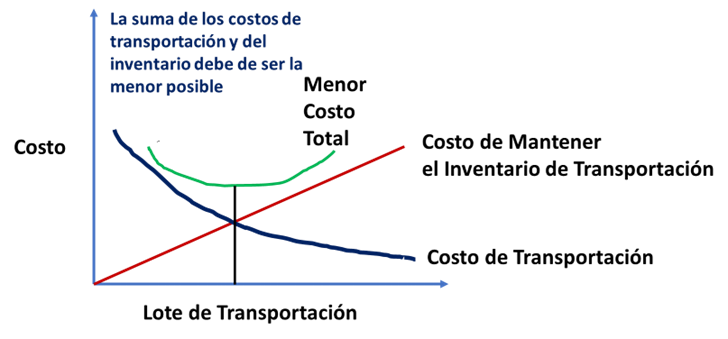 La suma de los costos de
transportación y del
inventario debe de ser la
menor posible
Menor
Costo
Total
Costo
Costo de Mantener
el Inventario de Transportación
Costo de Transportación
Lote de Transportación